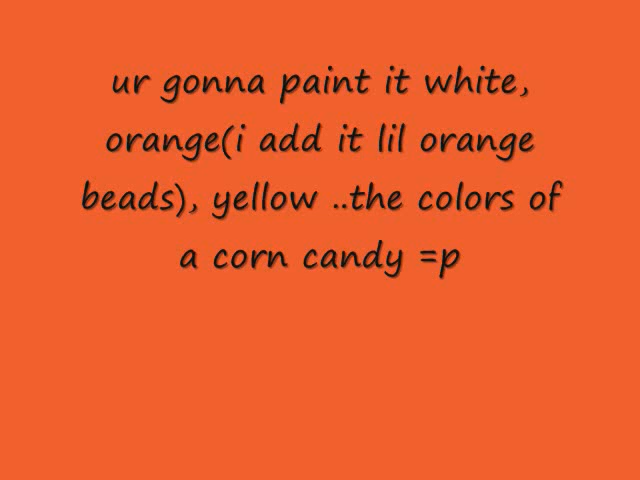 ur gonna paint it white,
orange(i add it lil orange
beads), yellow ..the colors of
a corn candy =p